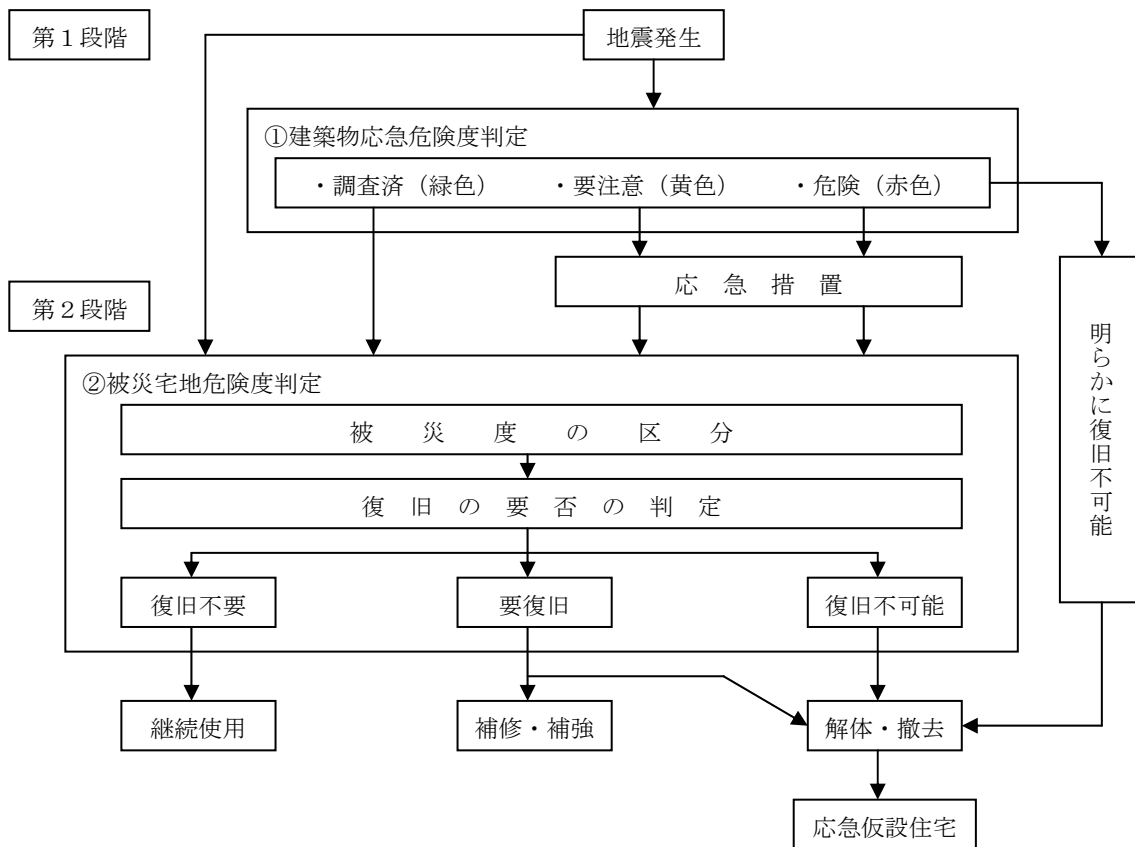 第１段階
地震発生
①建築物応急危険度判定
・調査済（緑色）
・要注意（黄色）
・危険（赤色）
応急措置
第２段階
明らかに復旧不可能
②被災宅地危険度判定
被災度の区分
復旧の要否の判定
復旧不要
要復旧
復旧不可能
継続使用
補修・補強
解体・撤去
応急仮設住宅